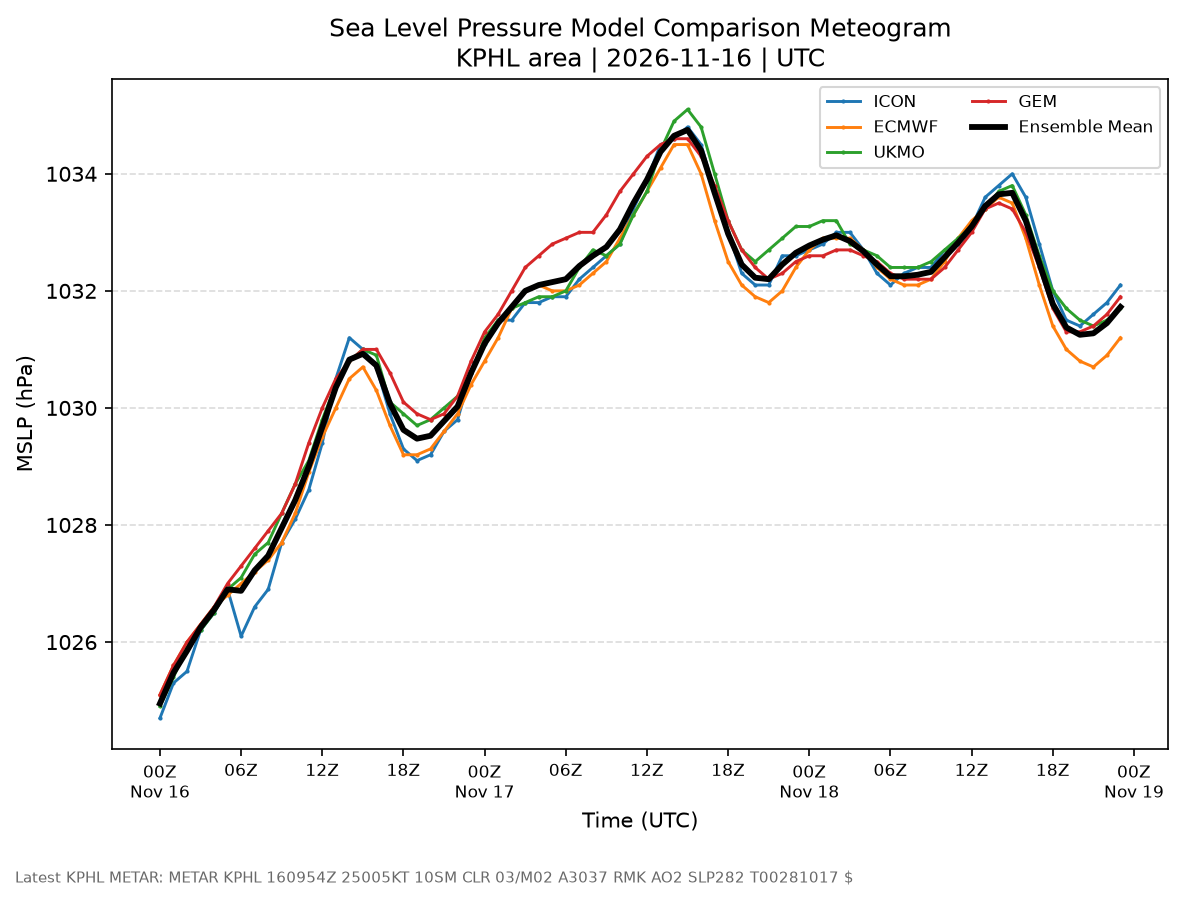 Sea Level Pressure Model Comparison Meteogram
KPHL area | 2026-11-16 | UTC
ICON
ECMWF
UKMO
GEM
Ensemble Mean
MSLP (hPa)
1034
1032
1030
1028
1026
00Z 06Z 12Z 18Z 00Z 06Z 12Z 18Z 00Z 06Z 12Z 18Z 00Z
Nov 16 Nov 17 Nov 18 Nov 19
Time (UTC)
Latest KPHL METAR: METAR KPHL 160954Z 25005KT 10SM CLR 03/M02 A3037 RMK AO2 SLP282 T00281017 $